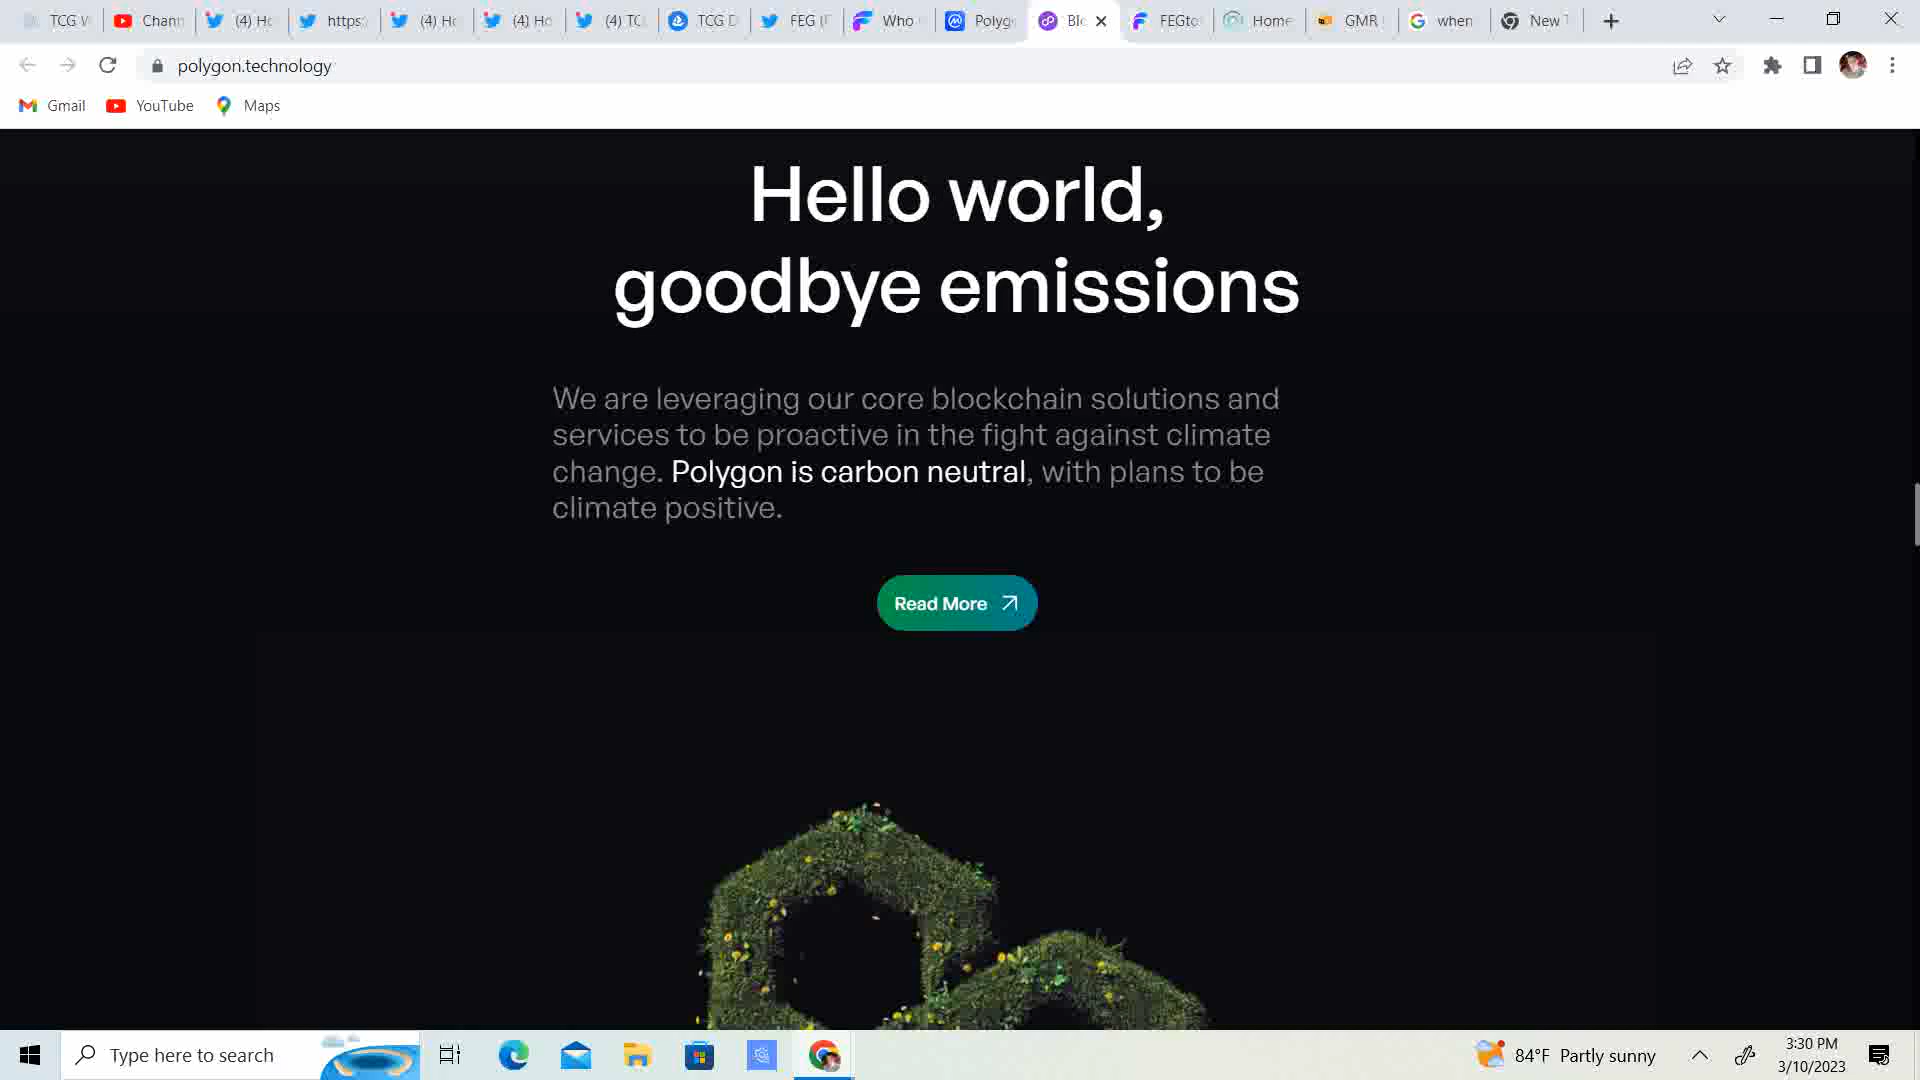 TCG W
Chann
(4) Ho
https:
(4) Ho
(4) Ho
(4) TC
TCG D
FEG (F
Who
Polyg
Blo
FEGto
Home
GMR
when
New T
polygon.technology
Gmail
YouTube
Maps
Hello world,
goodbye emissions
We are leveraging our core blockchain solutions and
services to be proactive in the fight against climate
change. Polygon is carbon neutral, with plans to be
climate positive.
Read More
Type here to search
84°F Partly sunny
3:30 PM
3/10/2023